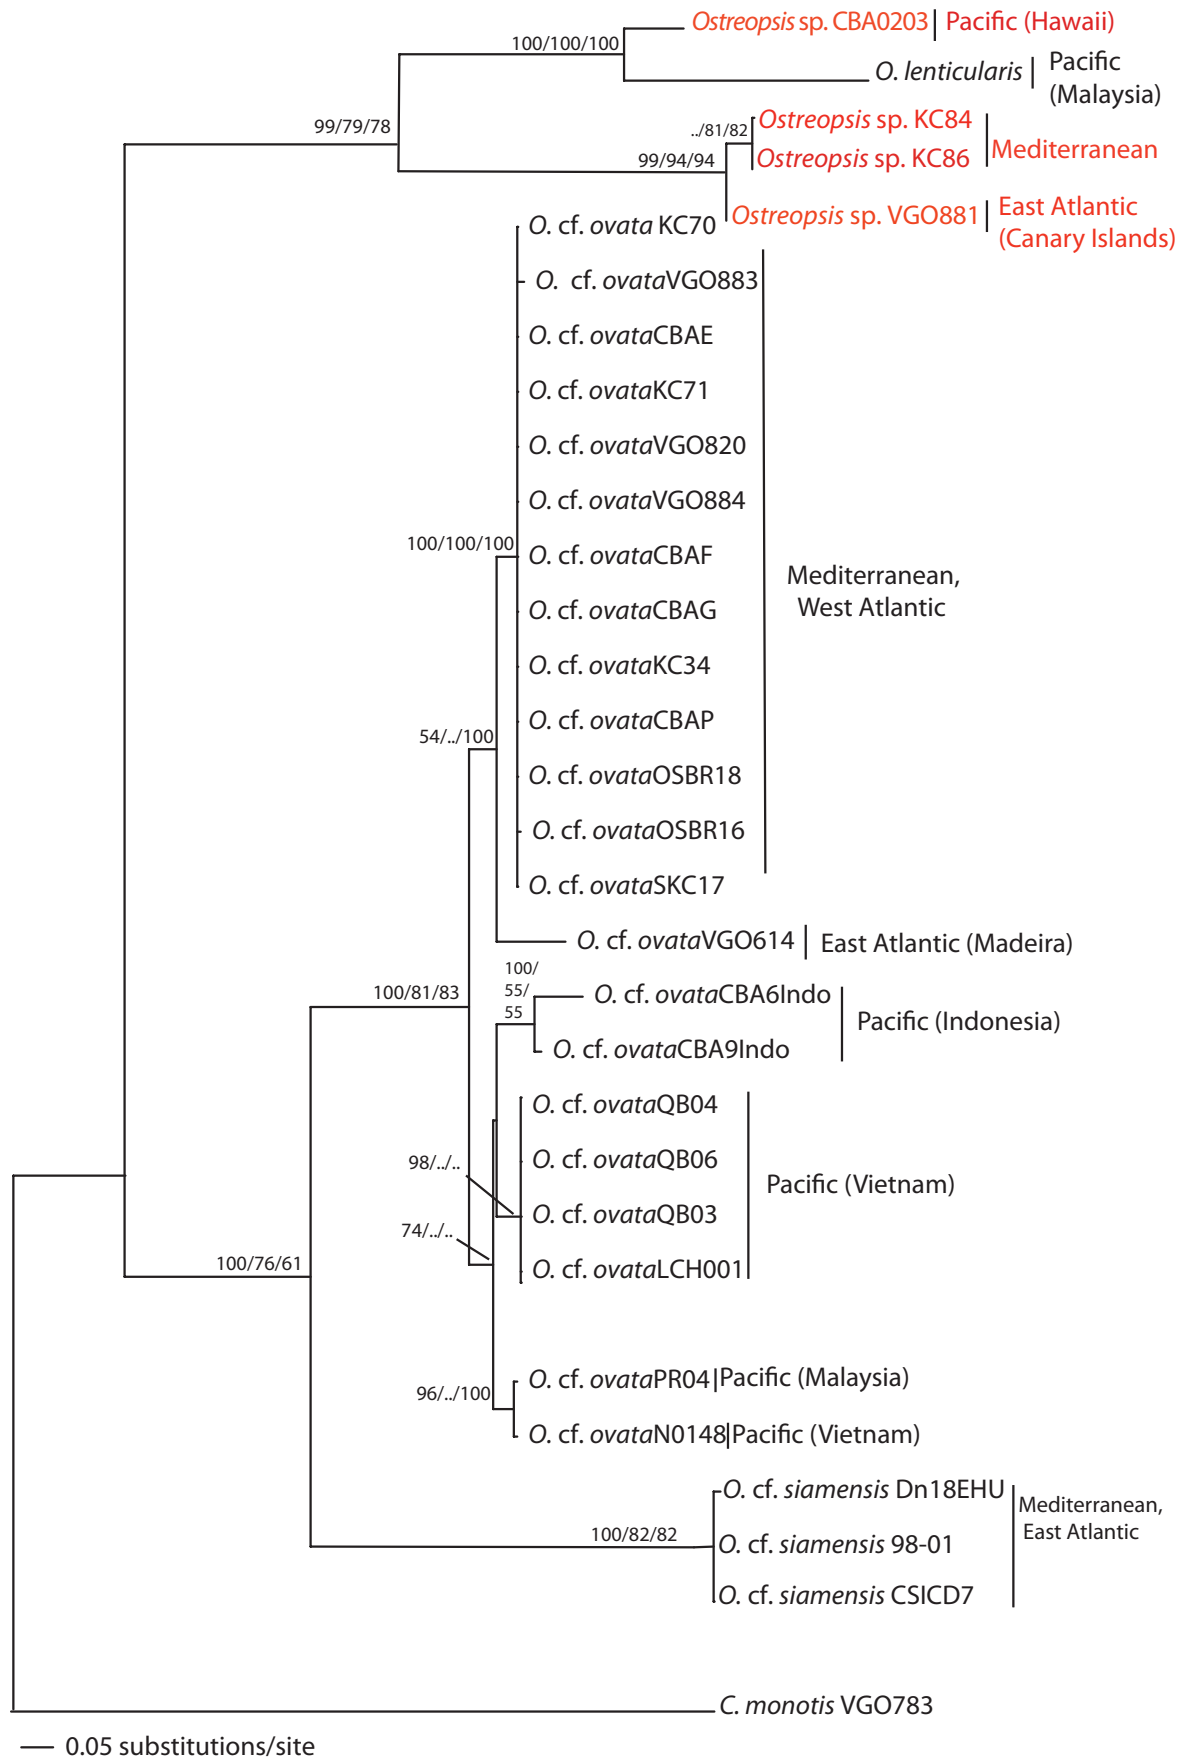 Ostreopsis sp. CBA0203 Pacific (Hawaii)
100/100/100
O. lenticularis Pacific
(Malaysia)
99/79/78
../81/82
Ostreopsis sp. KC84
Mediterranean
99/94/94
Ostreopsis sp. KC86
Ostreopsis sp. VGO881 East Atlantic
(Canary Islands)
O. cf. ovata KC70
O. cf. ovataVGO883
O. cf. ovataCBAE
O. cf. ovataKC71
O. cf. ovataVGO820
O. cf. ovataVGO884
100/100/100
O. cf. ovataCBAF
Mediterranean,
West Atlantic
O. cf. ovataCBAG
O. cf. ovataKC34
O. cf. ovataCBAP
54/../100
O. cf. ovataOSBR18
O. cf. ovataOSBR16
O. cf. ovataSKC17
O. cf. ovataVGO614 East Atlantic (Madeira)
100/
55/
55
100/81/83
O. cf. ovataCBA6Indo
Pacific (Indonesia)
O. cf. ovataCBA9Indo
O. cf. ovataQB04
98/../..
O. cf. ovataQB06
Pacific (Vietnam)
O. cf. ovataQB03
74/../..
O. cf. ovataLCH001
100/76/61
96/../100
O. cf. ovataPR04 Pacific (Malaysia)
O. cf. ovataN0148 Pacific (Vietnam)
O. cf. siamensis Dn18EHU
Mediterranean,
East Atlantic
100/82/82
O. cf. siamensis 98-01
O. cf. siamensis CSICD7
C. monotis VGO783
0.05 substitutions/site